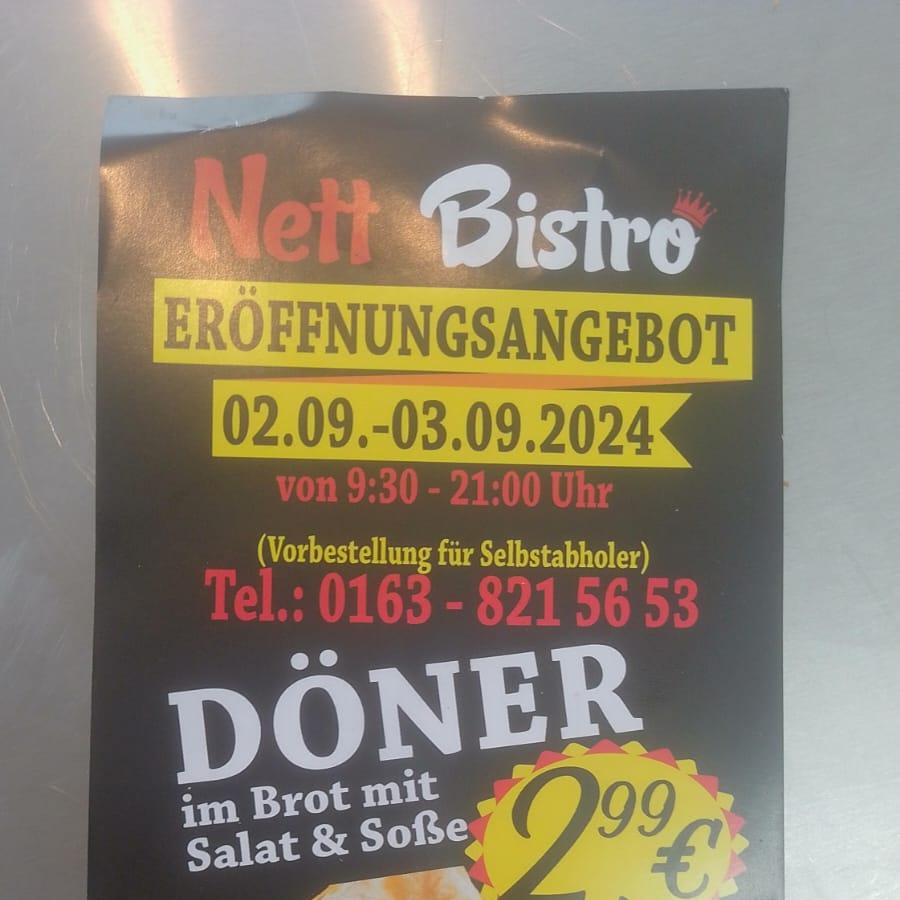 Nett Bistro
ERÖFFNUNGSANGEBOT
02.09.-03.09.2024
von 9:30 - 21:00 Uhr
(Vorbestellung für Selbstabholer)
Tel.: 0163 - 821 56 53
DÖNER
im Brot mit
Salat & Soße
2,99 €